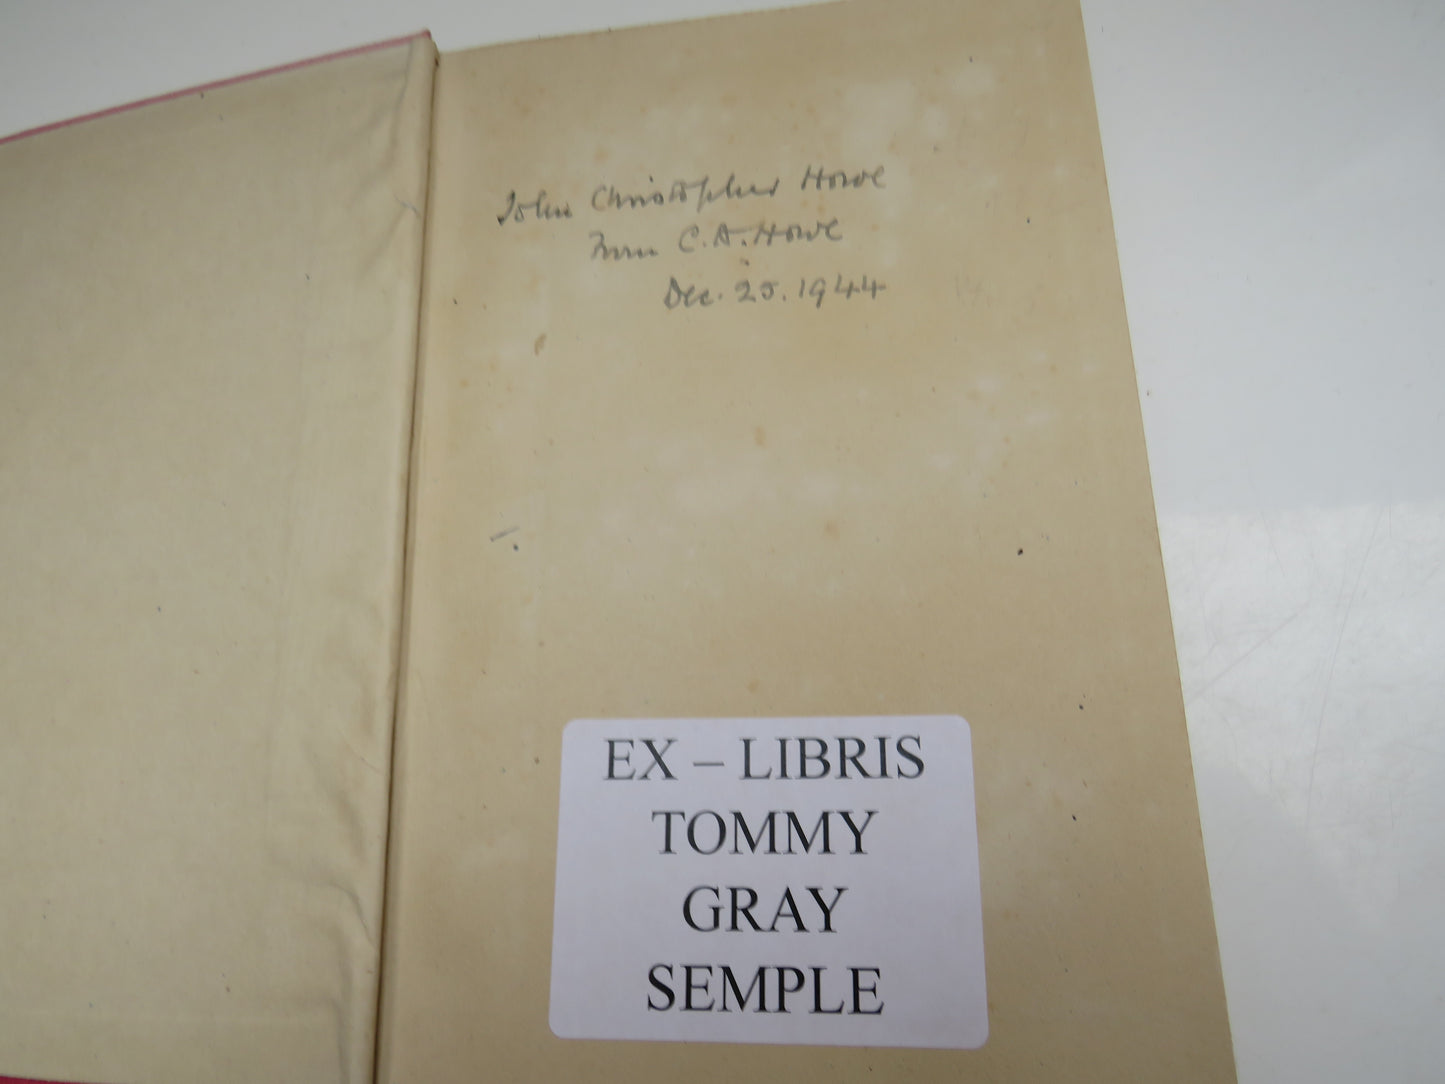 John Christopher Howe
From C.A. Howe
Dec. 25. 1944
EX – LIBRIS
TOMMY
GRAY
SEMPLE